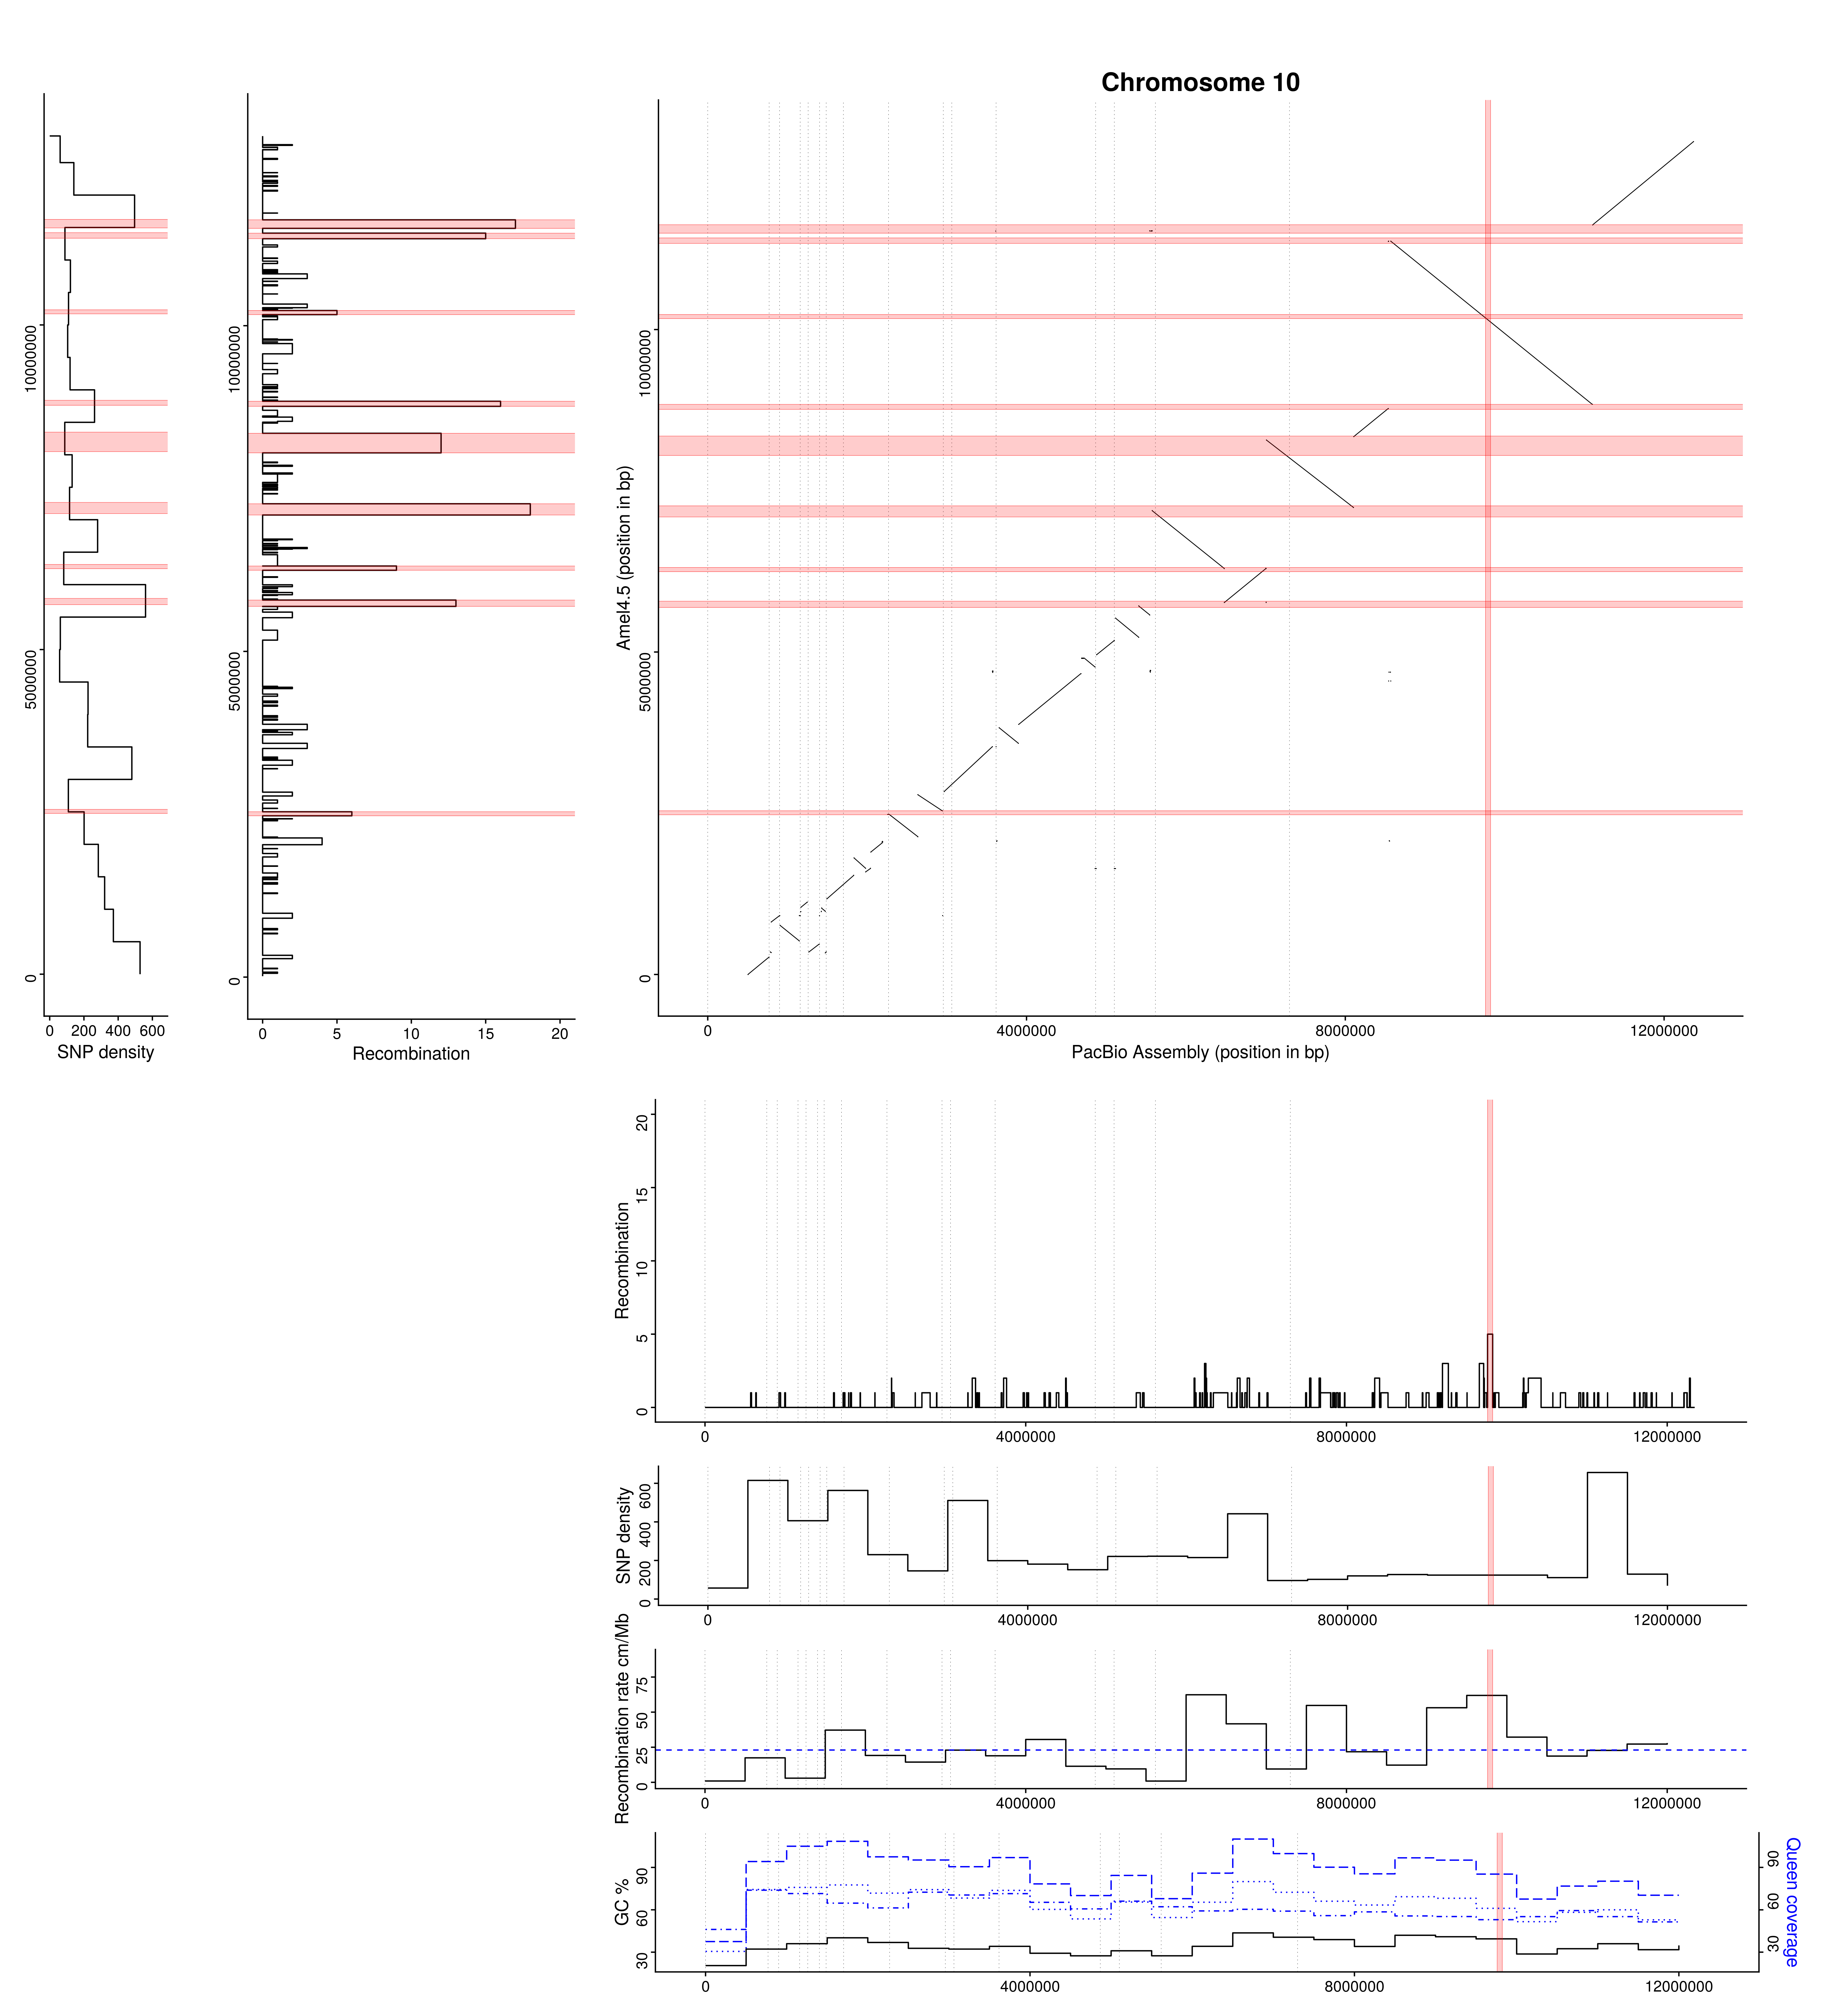 Chromosome 10
0 5000000 10000000
0 200 400 600
SNP density
0 5000000 10000000
0 5 10 15 20
Recombination
Amel4.5 (position in bp)
0 5000000 10000000
0 4000000 8000000 12000000
PacBio Assembly (position in bp)
Recombination
0 5 10 15 20
0 4000000 8000000 12000000
SNP density
0 200 400 600
0 4000000 8000000 12000000
Recombination rate cm/Mb
0 25 50 75
0 4000000 8000000 12000000
GC %
30 60 90
30 60 90
Queen coverage
0 4000000 8000000 12000000